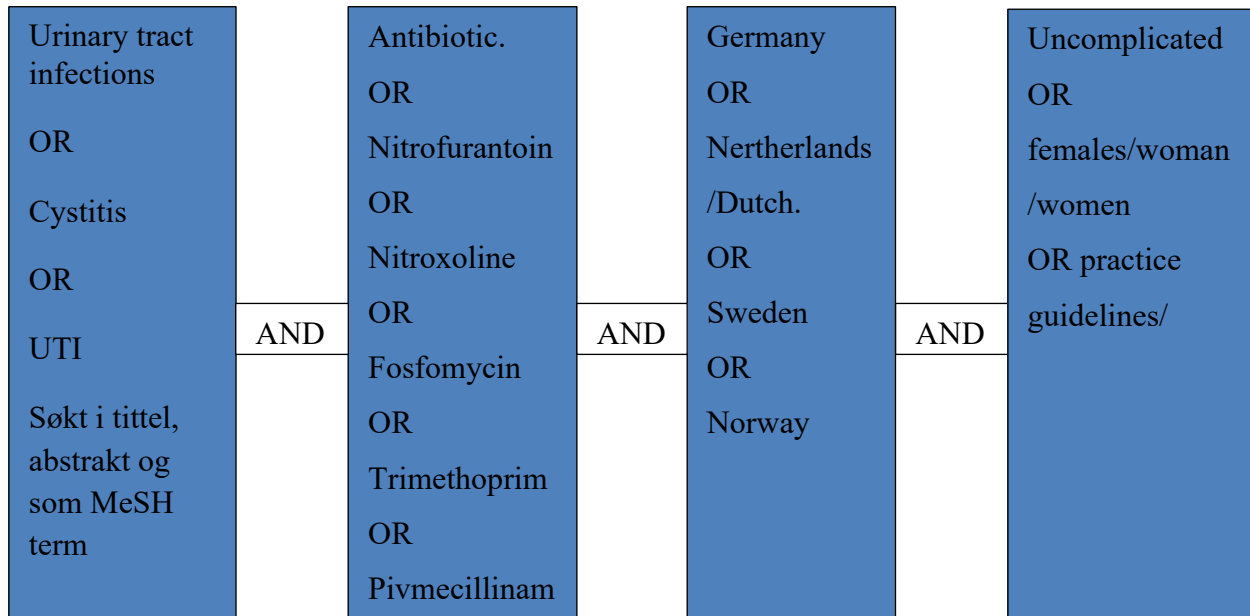 Urinary tract
infections
OR
Cystitis
OR
UTI
Søkt i tittel,
abstrakt og
som MeSH
term
AND
Antibiotic.
OR
Nitrofurantoin
OR
Nitroxoline
OR
Fosfomycin
OR
Trimethoprim
OR
Pivmecillinam
AND
Germany
OR
Nertherlands
/Dutch.
OR
Sweden
OR
Norway
AND
Uncomplicated
OR
females/woman
/women
OR practice
guidelines/